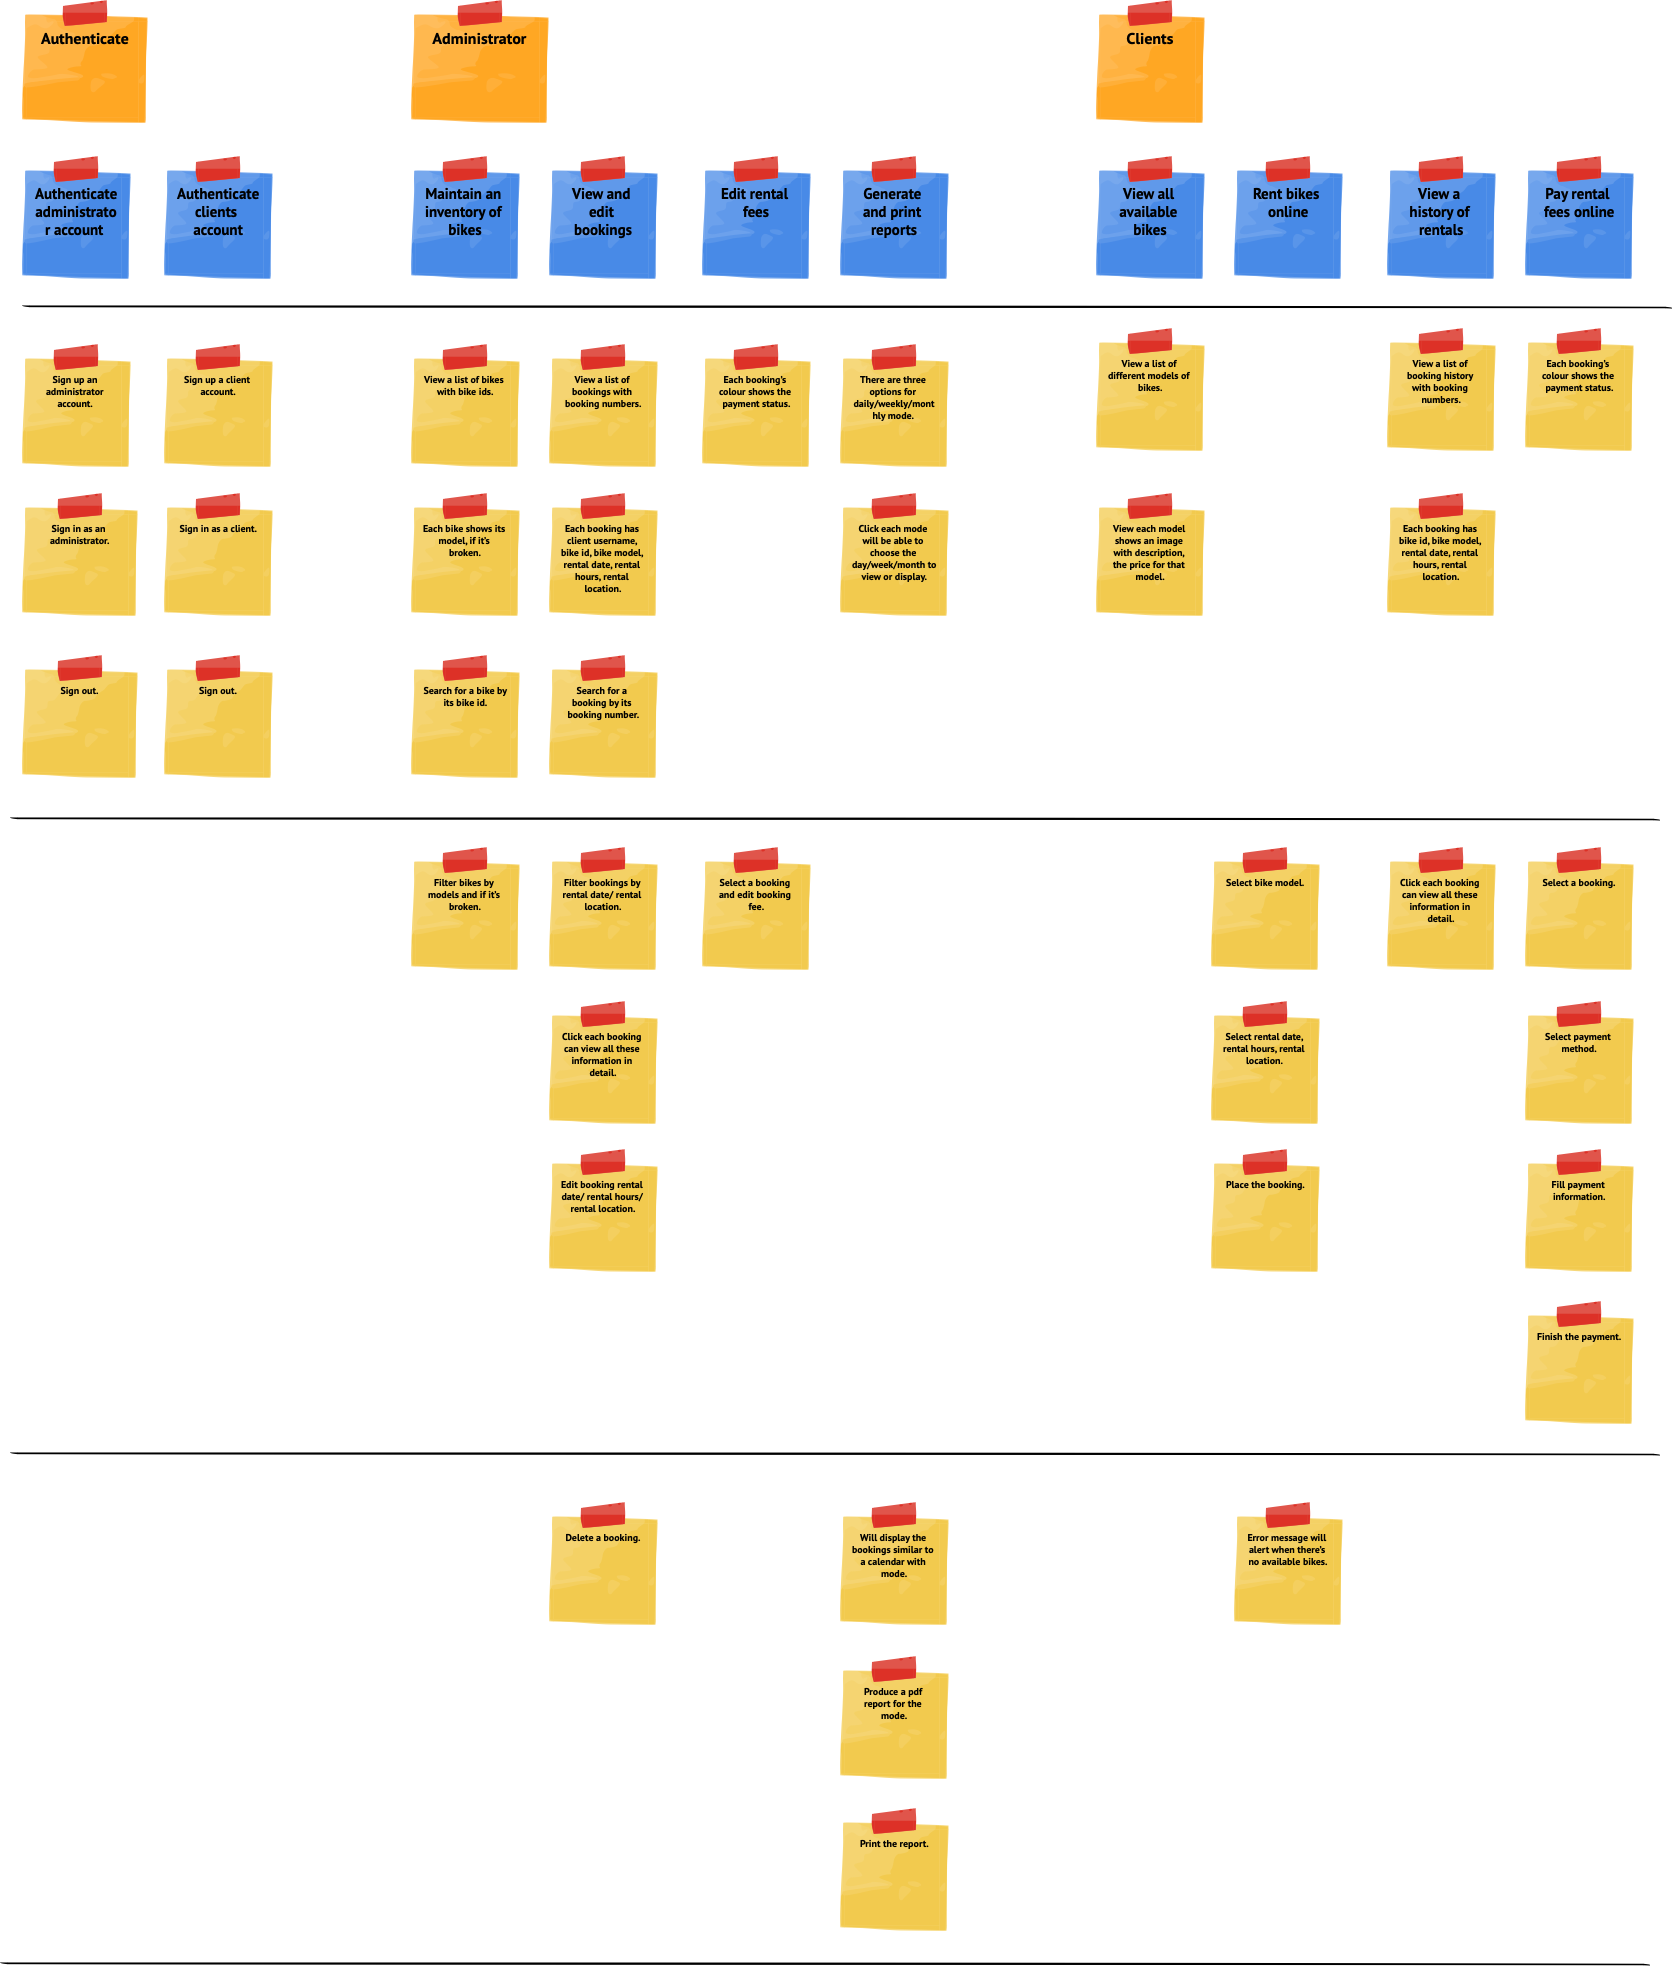 Authenticate
Administrator
Clients
Authenticate
administrato
r account
Authenticate
clients
account
Maintain an
inventory of
bikes
View and
edit
bookings
Edit rental
fees
Generate
and print
reports
View all
available
bikes
Rent bikes
online
View a
history of
rentals
Pay rental
fees online
Sign up an
administrator
account.
Sign up a client
account.
View a list of bikes
with bike ids.
View a list of
bookings with
booking numbers.
Each booking's
colour shows the
payment status.
There are three
options for
daily/weekly/mont
hly mode.
View a list of
different models of
bikes.
View a list of
booking history
with booking
numbers.
Each booking's
colour shows the
payment status.
Sign in as an
administrator.
Sign in as a client.
Each bike shows its
model, if it's
broken.
Each booking has
client username,
bike id, bike model,
rental date, rental
hours, rental
location.
Click each mode
will be able to
choose the
day/week/month to
view or display.
View each model
shows an image
with description,
the price for that
model.
Each booking has
bike id, bike model,
rental date, rental
hours, rental
location.
Sign out.
Sign out.
Search for a bike by
its bike id.
Search for a
booking by its
booking number.
Filter bikes by
models and if it's
broken.
Filter bookings by
rental date/ rental
location.
Select a booking
and edit booking
fee.
Select bike model.
Click each booking
can view all these
information in
detail.
Select a booking.
Click each booking
can view all these
information in
detail.
Select rental date,
rental hours, rental
location.
Select payment
method.
Edit booking rental
date/ rental hours/
rental location.
Place the booking.
Fill payment
information.
Finish the payment.
Delete a booking.
Will display the
bookings similar to
a calendar with
mode.
Error message will
alert when there's
no available bikes.
Produce a pdf
report for the
mode.
Print the report.